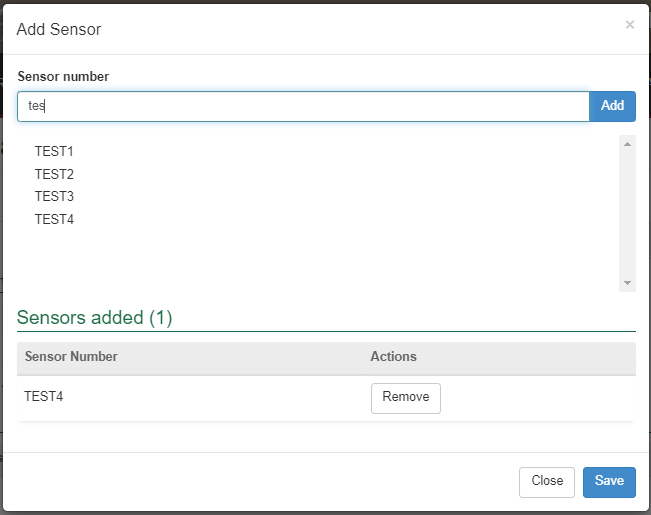 Add Sensor ×
Sensor number
tes Add
TEST1
TEST2
TEST3
TEST4
Sensors added (1)
Sensor Number Actions
TEST4 Remove
Close Save